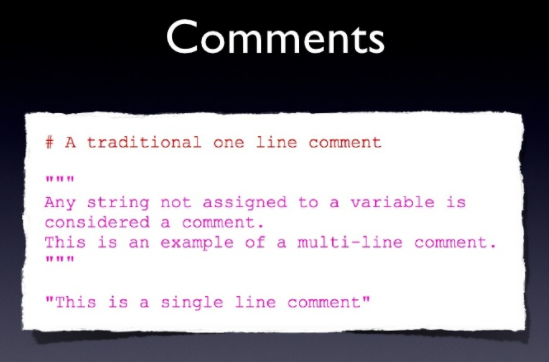 Comments
# A traditional one line comment
"""
Any string not assigned to a variable is
considered a comment.
This is an example of a multi-line comment.
"""
"This is a single line comment"